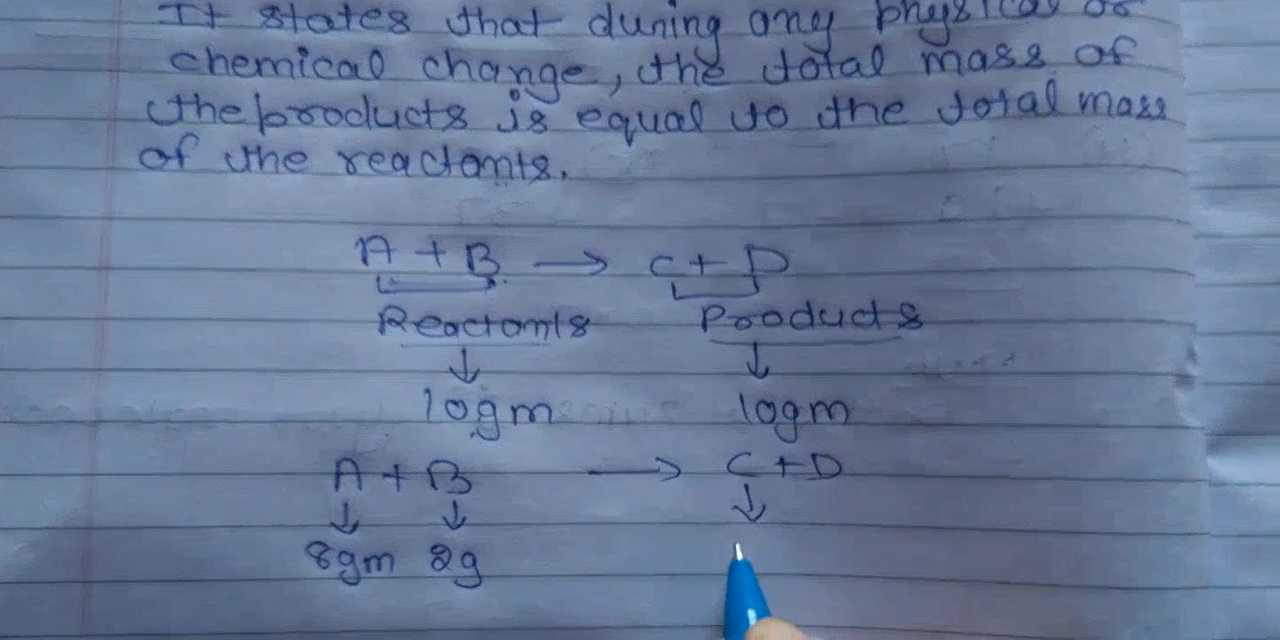 It states that during any physical or
chemical change, the total mass of
the products is equal to the total mass
of the reactants.
A + B → C + D
Reactants Products
↓ ↓
10gm 10gm
A + B → C + D
↓ ↓ ↓
8gm 2g